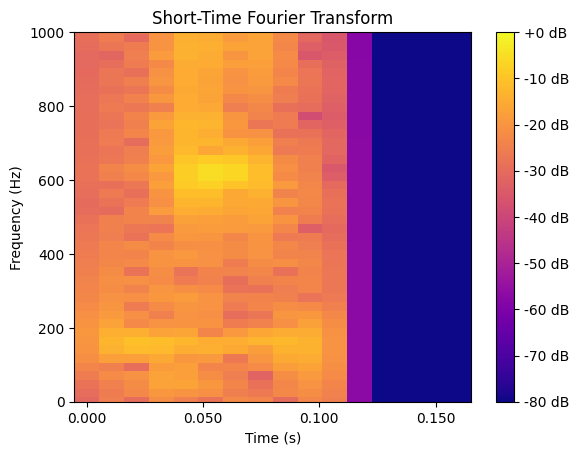 Short-Time Fourier Transform
1000
800
600
400
200
0
Frequency (Hz)
0.000
0.050
0.100
0.150
Time (s)
+0 dB
-10 dB
-20 dB
-30 dB
-40 dB
-50 dB
-60 dB
-70 dB
-80 dB